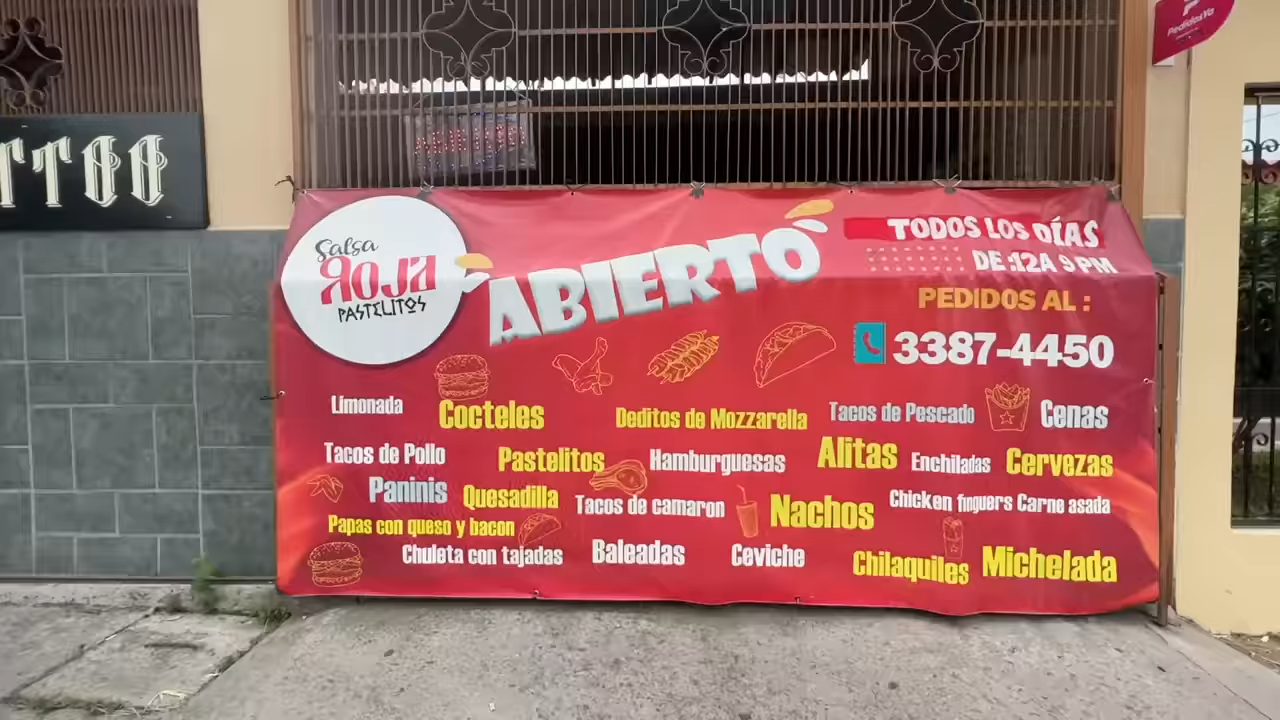 PedidosYa
TTOO
Salsa
ROJA
PASTELITOS
ABIERTO
TODOS LOS DÍAS
DE :12A 9 PM
PEDIDOS AL :
3387-4450
Limonada Cocteles Deditos de Mozzarella Tacos de Pescado Cenas
Tacos de Pollo Pastelitos Hamburguesas Alitas Enchiladas Cervezas
Paninis Quesadilla Tacos de camaron Nachos Chicken finguers Carne asada
Papas con queso y bacon
Chuleta con tajadas Baleadas Ceviche Chilaquiles Michelada